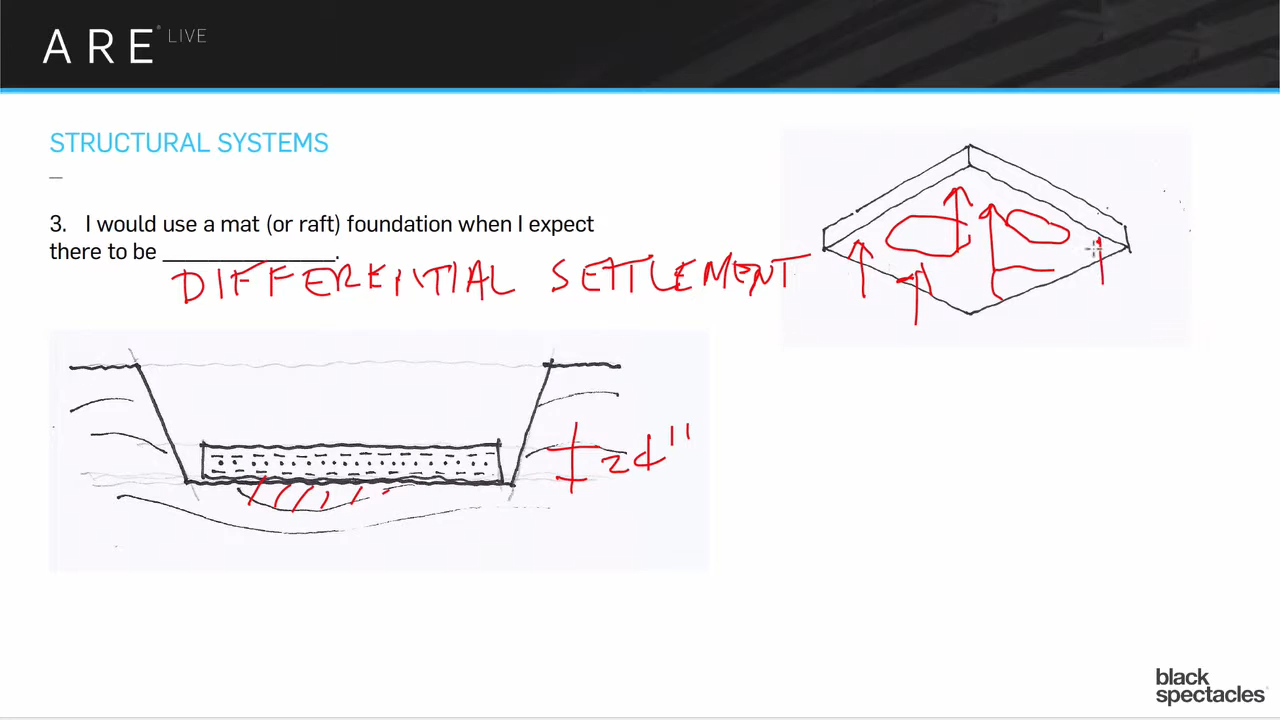 ARE® LIVE
STRUCTURAL SYSTEMS
3. I would use a mat (or raft) foundation when I expect
there to be _________________.
DIFFERENTIAL SETTLEMENT
24"
black
spectacles®